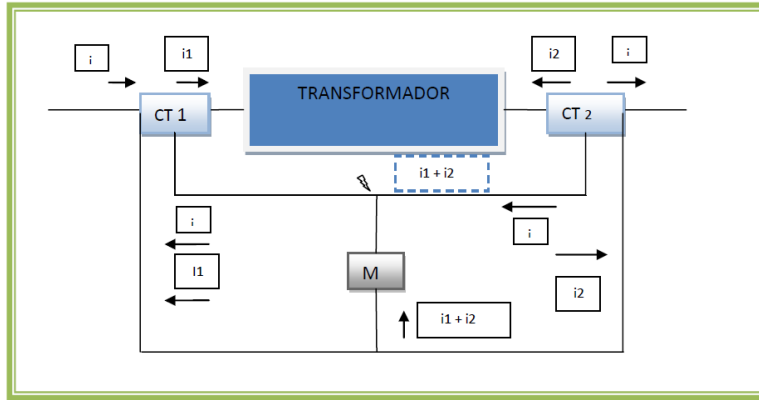 i
i1
i2
i
CT 1
TRANSFORMADOR
CT 2
i1 + i2
i
I1
i
i2
M
i1 + i2